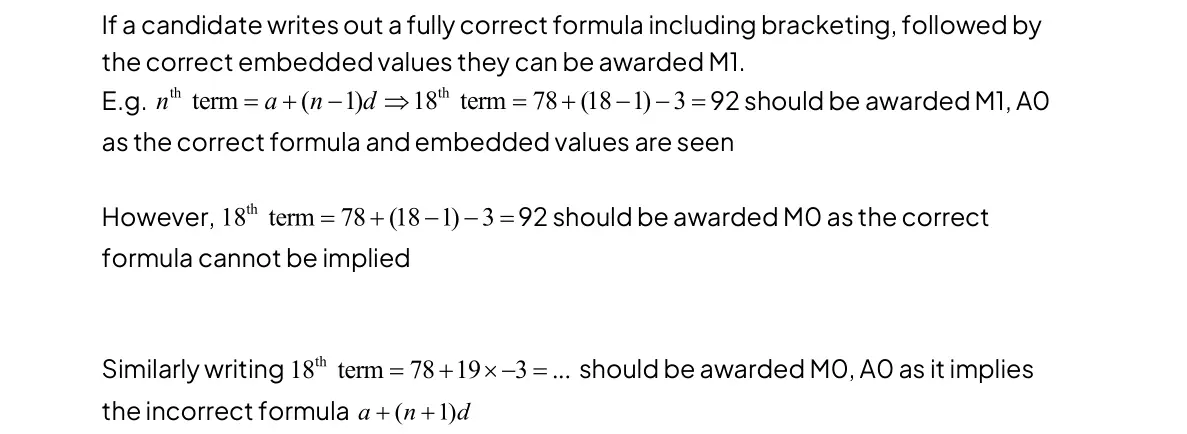 If a candidate writes out a fully correct formula including bracketing, followed by
the correct embedded values they can be awarded M1.
E.g. nᵗʰ term = a + (n − 1)d ⇒ 18ᵗʰ term = 78 + (18 − 1) − 3 = 92 should be awarded M1, A0
as the correct formula and embedded values are seen
However, 18ᵗʰ term = 78 + (18 − 1) − 3 = 92 should be awarded M0 as the correct
formula cannot be implied
Similarly writing 18ᵗʰ term = 78 + 19 × −3 = ... should be awarded M0, A0 as it implies
the incorrect formula a + (n + 1)d